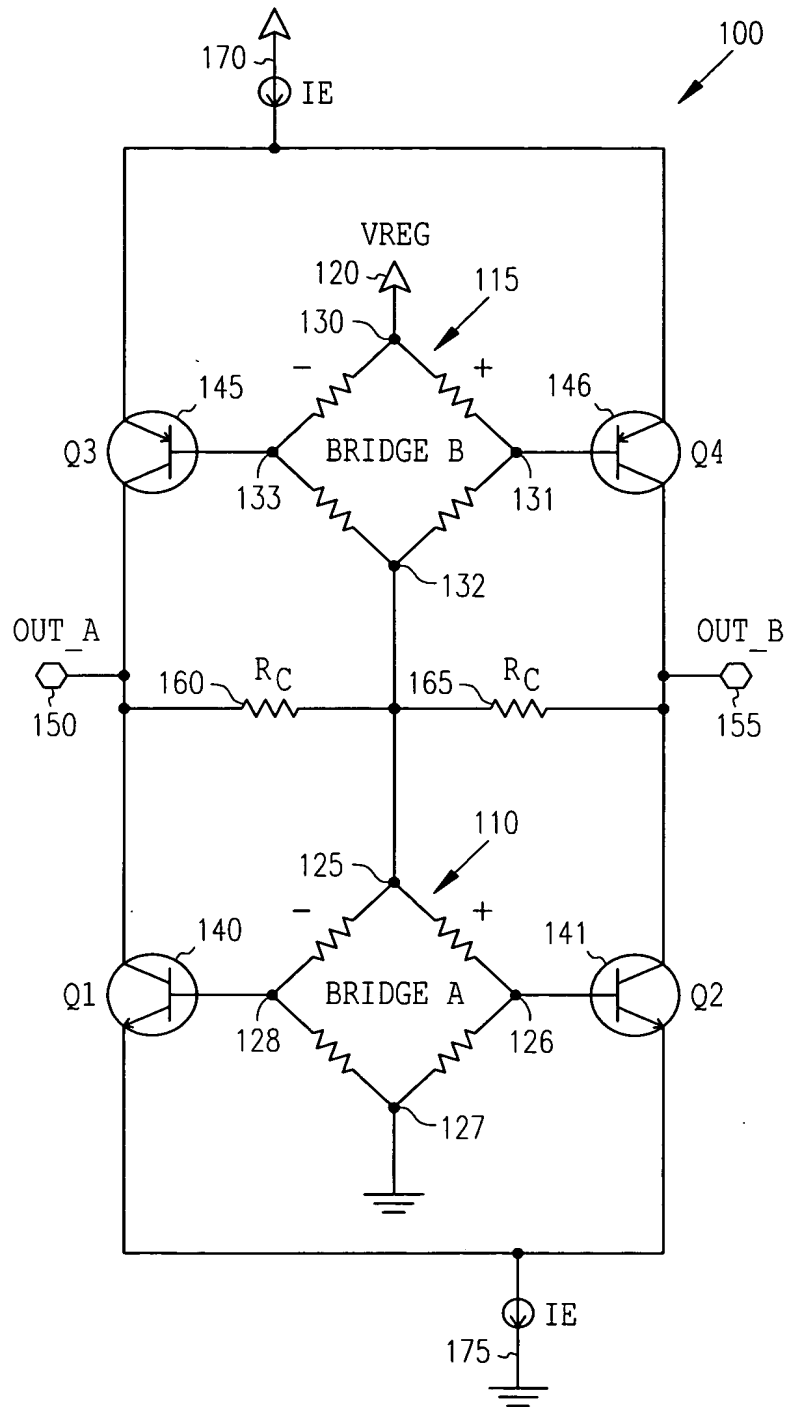 100
170
IE
VREG
120
115
130
145
- +
146
Q3
BRIDGE B
Q4
133
131
132
OUT_A
OUT_B
160
RC
165
RC
150
155
125
110
140
- +
141
Q1
BRIDGE A
Q2
128
126
127
IE
175